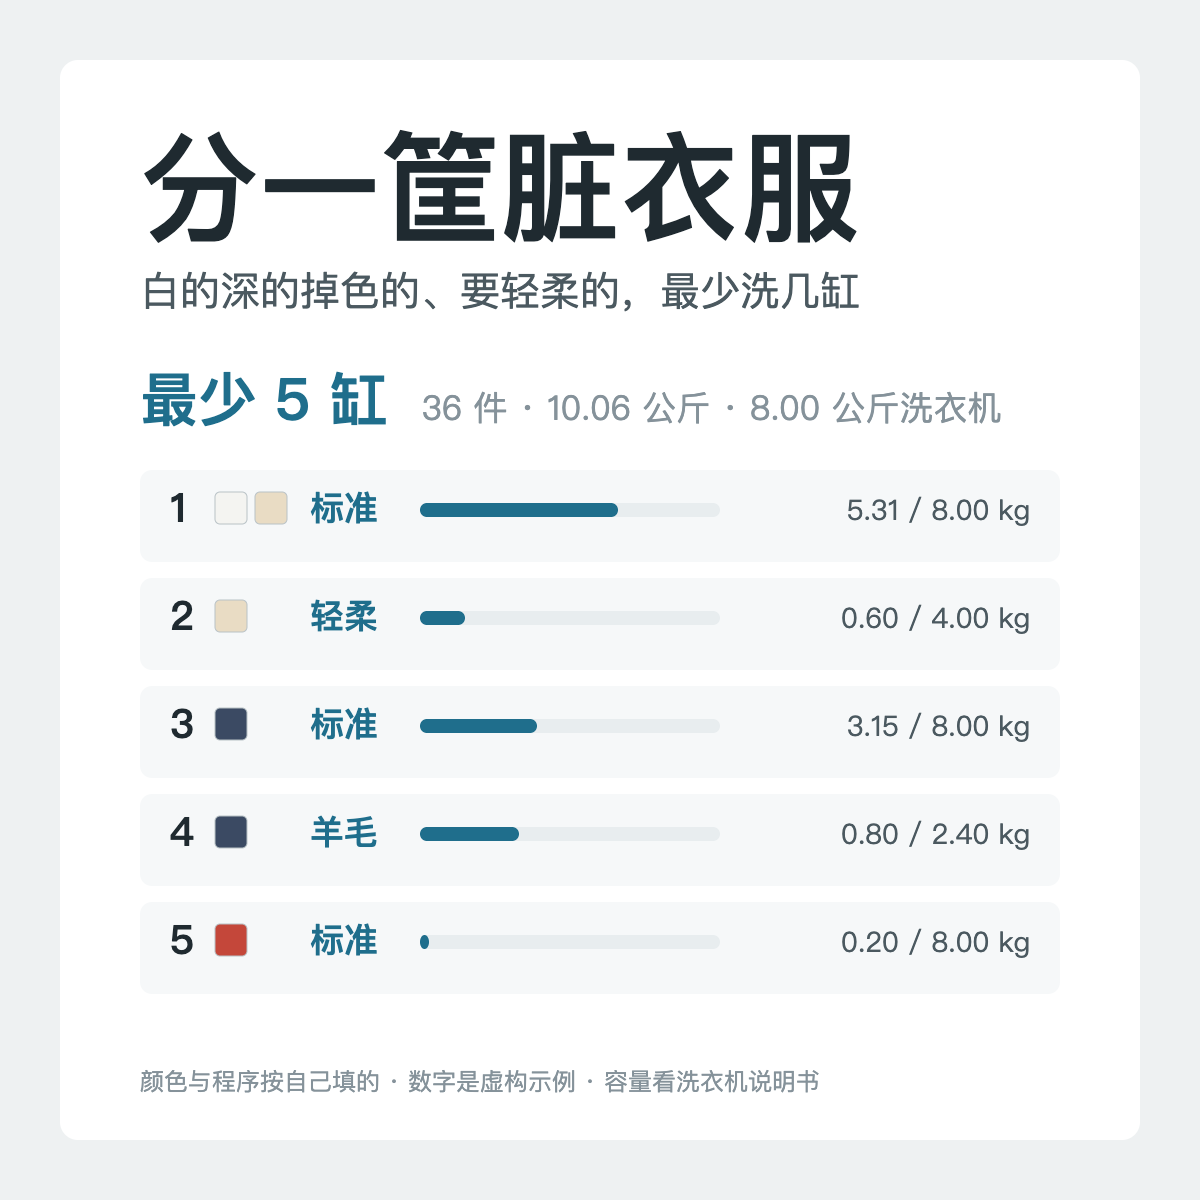 分一筐脏衣服
白的深的掉色的、要轻柔的，最少洗几缸
最少 5 缸 36 件 · 10.06 公斤 · 8.00 公斤洗衣机
1 标准 5.31 / 8.00 kg
2 轻柔 0.60 / 4.00 kg
3 标准 3.15 / 8.00 kg
4 羊毛 0.80 / 2.40 kg
5 标准 0.20 / 8.00 kg
颜色与程序按自己填的 · 数字是虚构示例 · 容量看洗衣机说明书